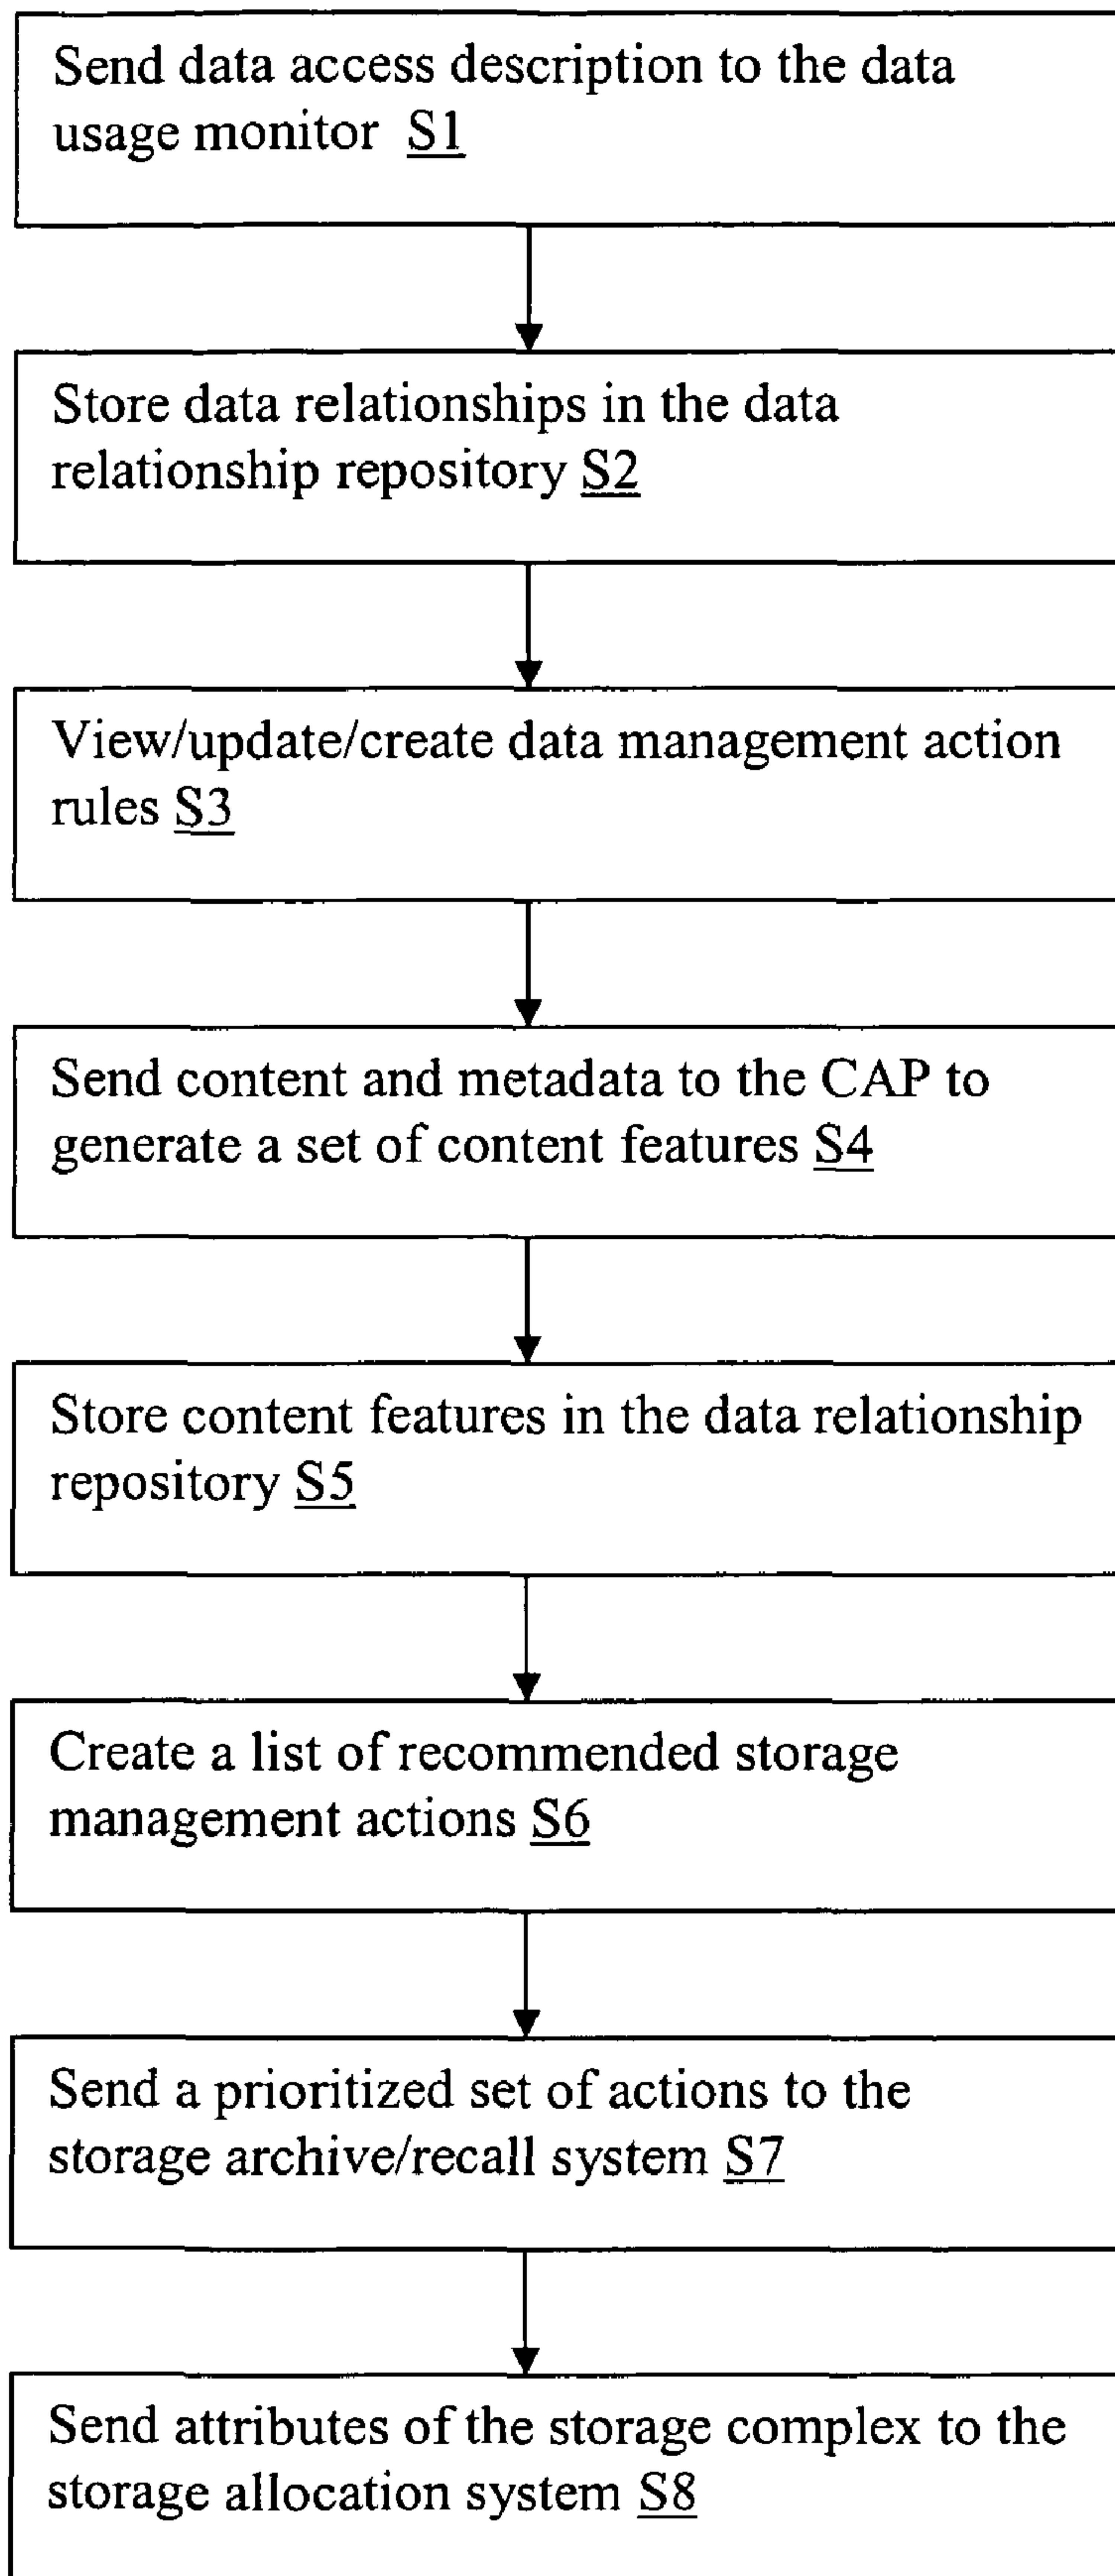 Send data access description to the data
usage monitor S1
Store data relationships in the data
relationship repository S2
View/update/create data management action
rules S3
Send content and metadata to the CAP to
generate a set of content features S4
Store content features in the data relationship
repository S5
Create a list of recommended storage
management actions S6
Send a prioritized set of actions to the
storage archive/recall system S7
Send attributes of the storage complex to the
storage allocation system S8